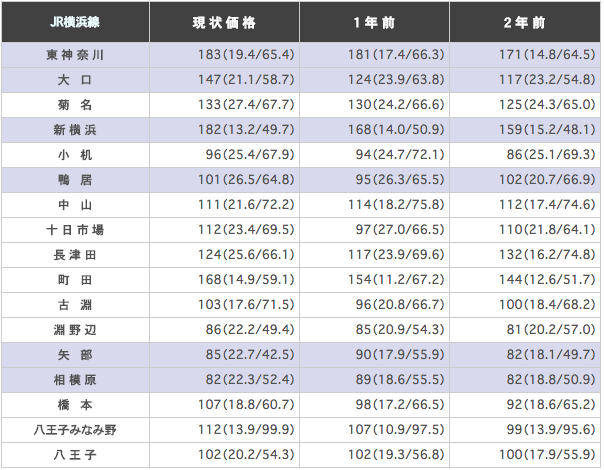 JR横浜線 現状価格 1年前 2年前
東神奈川 183(19.4/65.4) 181(17.4/66.3) 171(14.8/64.5)
大口 147(21.1/58.7) 124(23.9/63.8) 117(23.2/54.8)
菊名 133(27.4/67.7) 130(24.2/66.6) 125(24.3/65.0)
新横浜 182(13.2/49.7) 168(14.0/50.9) 159(15.2/48.1)
小机 96(25.4/67.9) 94(24.7/72.1) 86(25.1/69.3)
鴨居 101(26.5/64.8) 95(26.3/65.5) 102(20.7/66.9)
中山 111(21.6/72.2) 114(18.2/75.8) 112(17.4/74.6)
十日市場 112(23.4/69.5) 97(27.0/66.5) 110(21.8/64.1)
長津田 124(25.6/66.1) 117(23.9/69.6) 132(16.2/74.8)
町田 168(14.9/59.1) 154(11.2/67.2) 144(12.6/51.7)
古淵 103(17.6/71.5) 96(20.8/66.7) 100(18.4/68.2)
淵野辺 86(22.2/49.4) 85(20.9/54.3) 81(20.2/57.0)
矢部 85(22.7/42.5) 90(17.9/55.9) 82(18.1/49.7)
相模原 82(22.3/52.4) 89(18.6/55.5) 82(18.8/50.9)
橋本 107(18.8/60.7) 98(17.2/66.5) 92(18.6/65.2)
八王子みなみ野 112(13.9/99.9) 107(10.9/97.5) 99(13.9/95.6)
八王子 102(20.2/54.3) 102(19.3/56.8) 100(17.9/55.9)